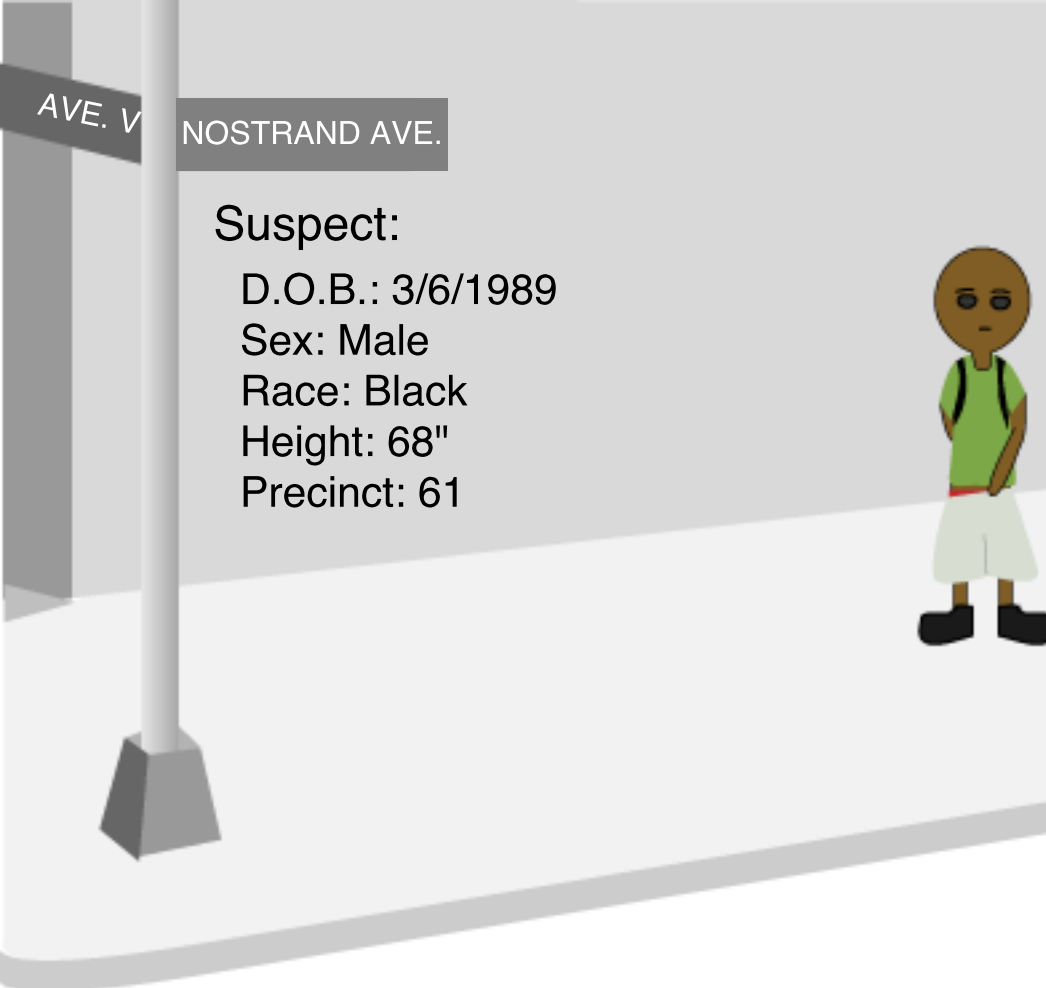 AVE. V
NOSTRAND AVE.
Suspect:
D.O.B.: 3/6/1989
Sex: Male
Race: Black
Height: 68"
Precinct: 61